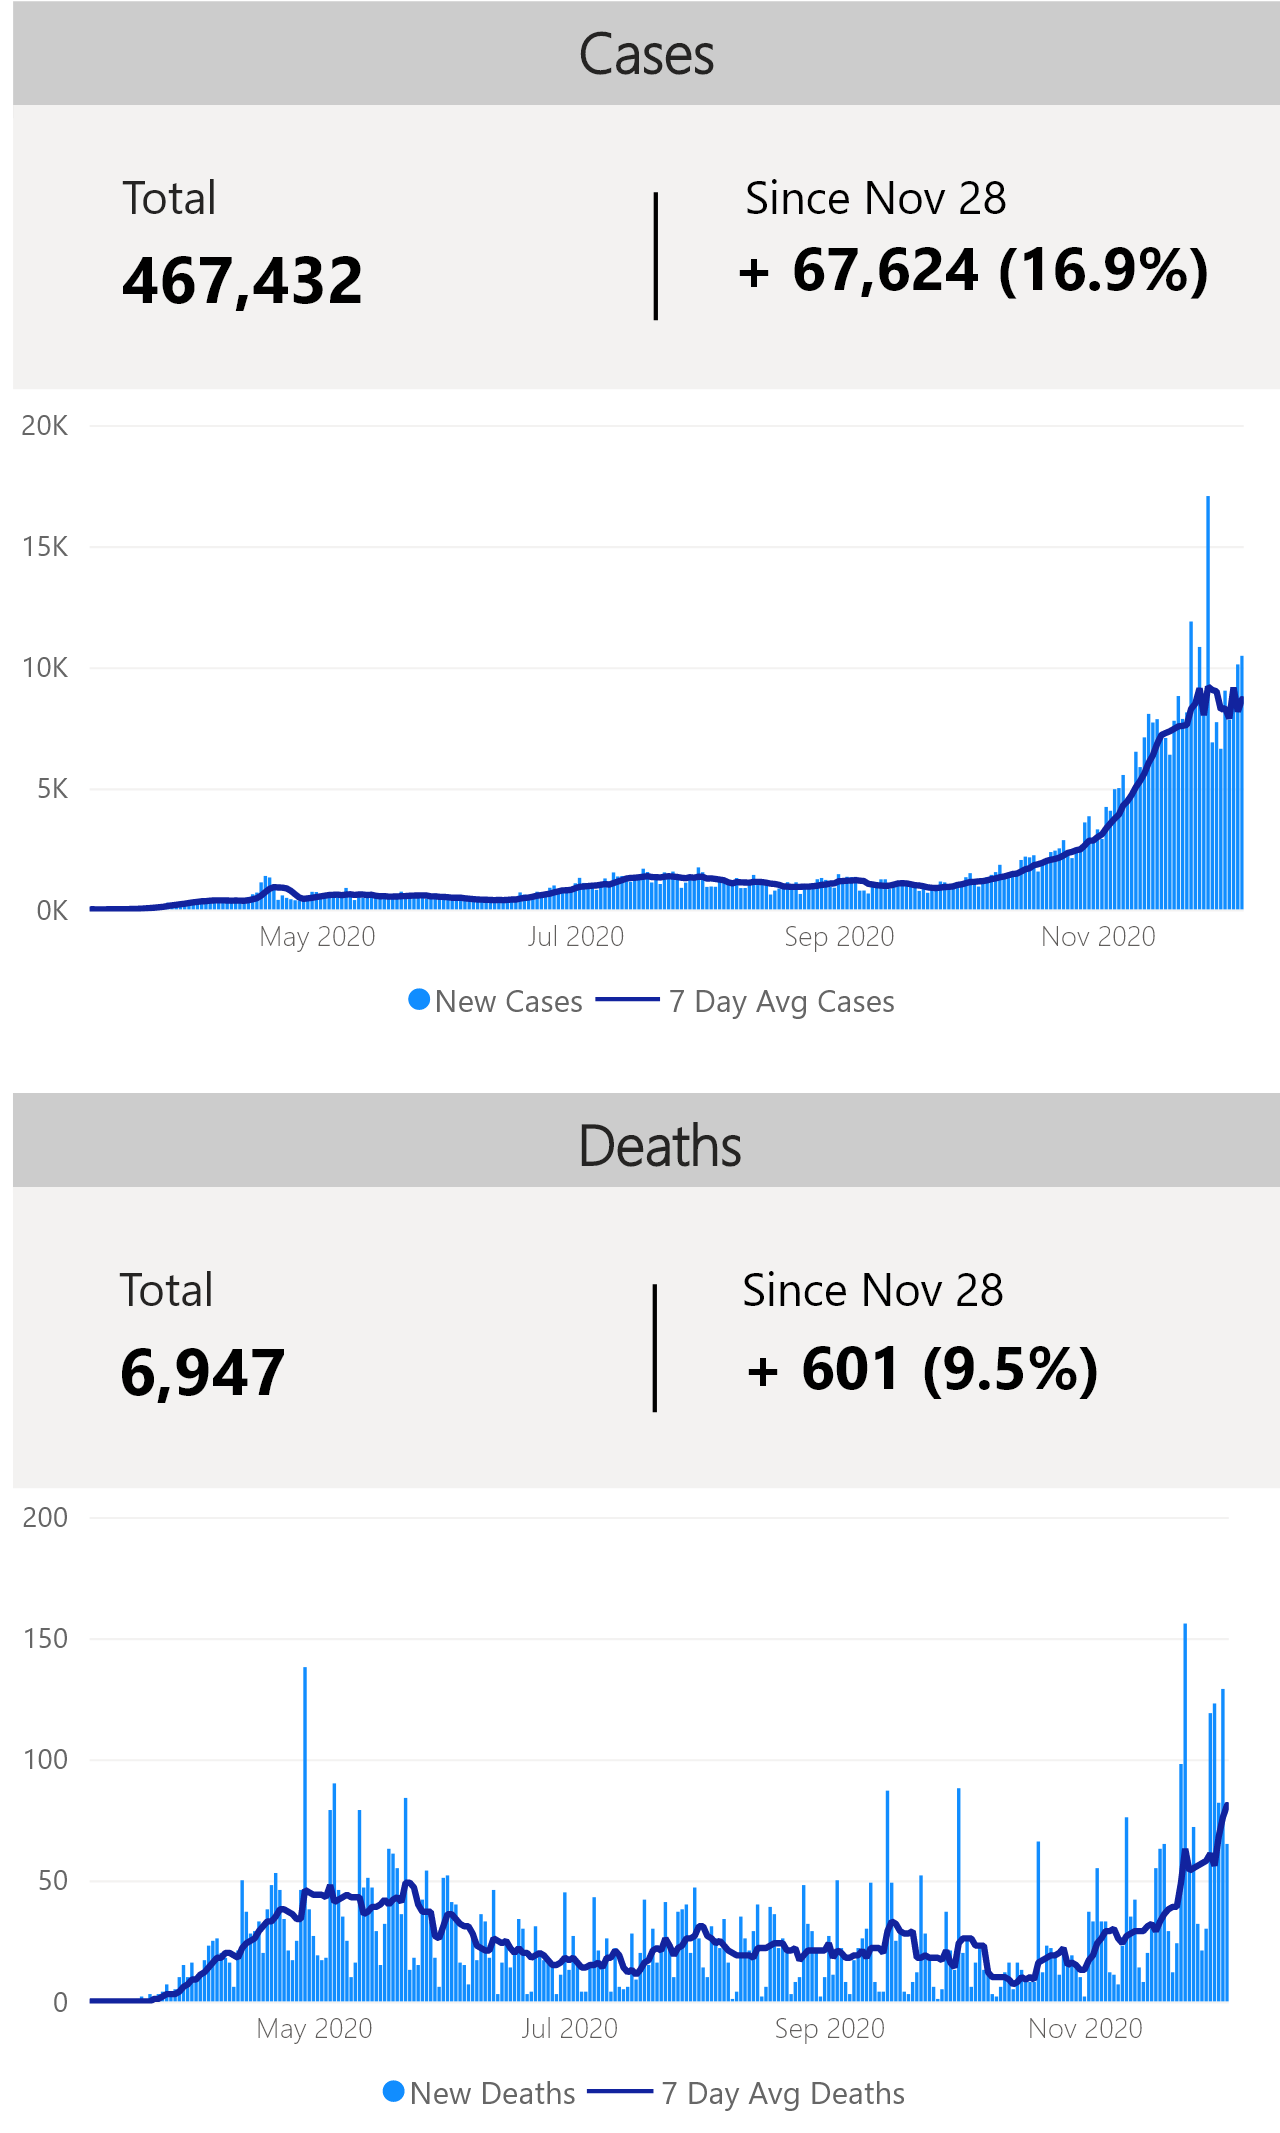 Cases
Total
Since Nov 28
467,432
+ 67,624 (16.9%)
20K
15K
10K
5K
0K
May 2020
Jul 2020
Sep 2020
Nov 2020
New Cases
7 Day Avg Cases
Deaths
Total
Since Nov 28
6,947
+ 601 (9.5%)
200
150
100
50
0
May 2020
Jul 2020
Sep 2020
Nov 2020
New Deaths
7 Day Avg Deaths